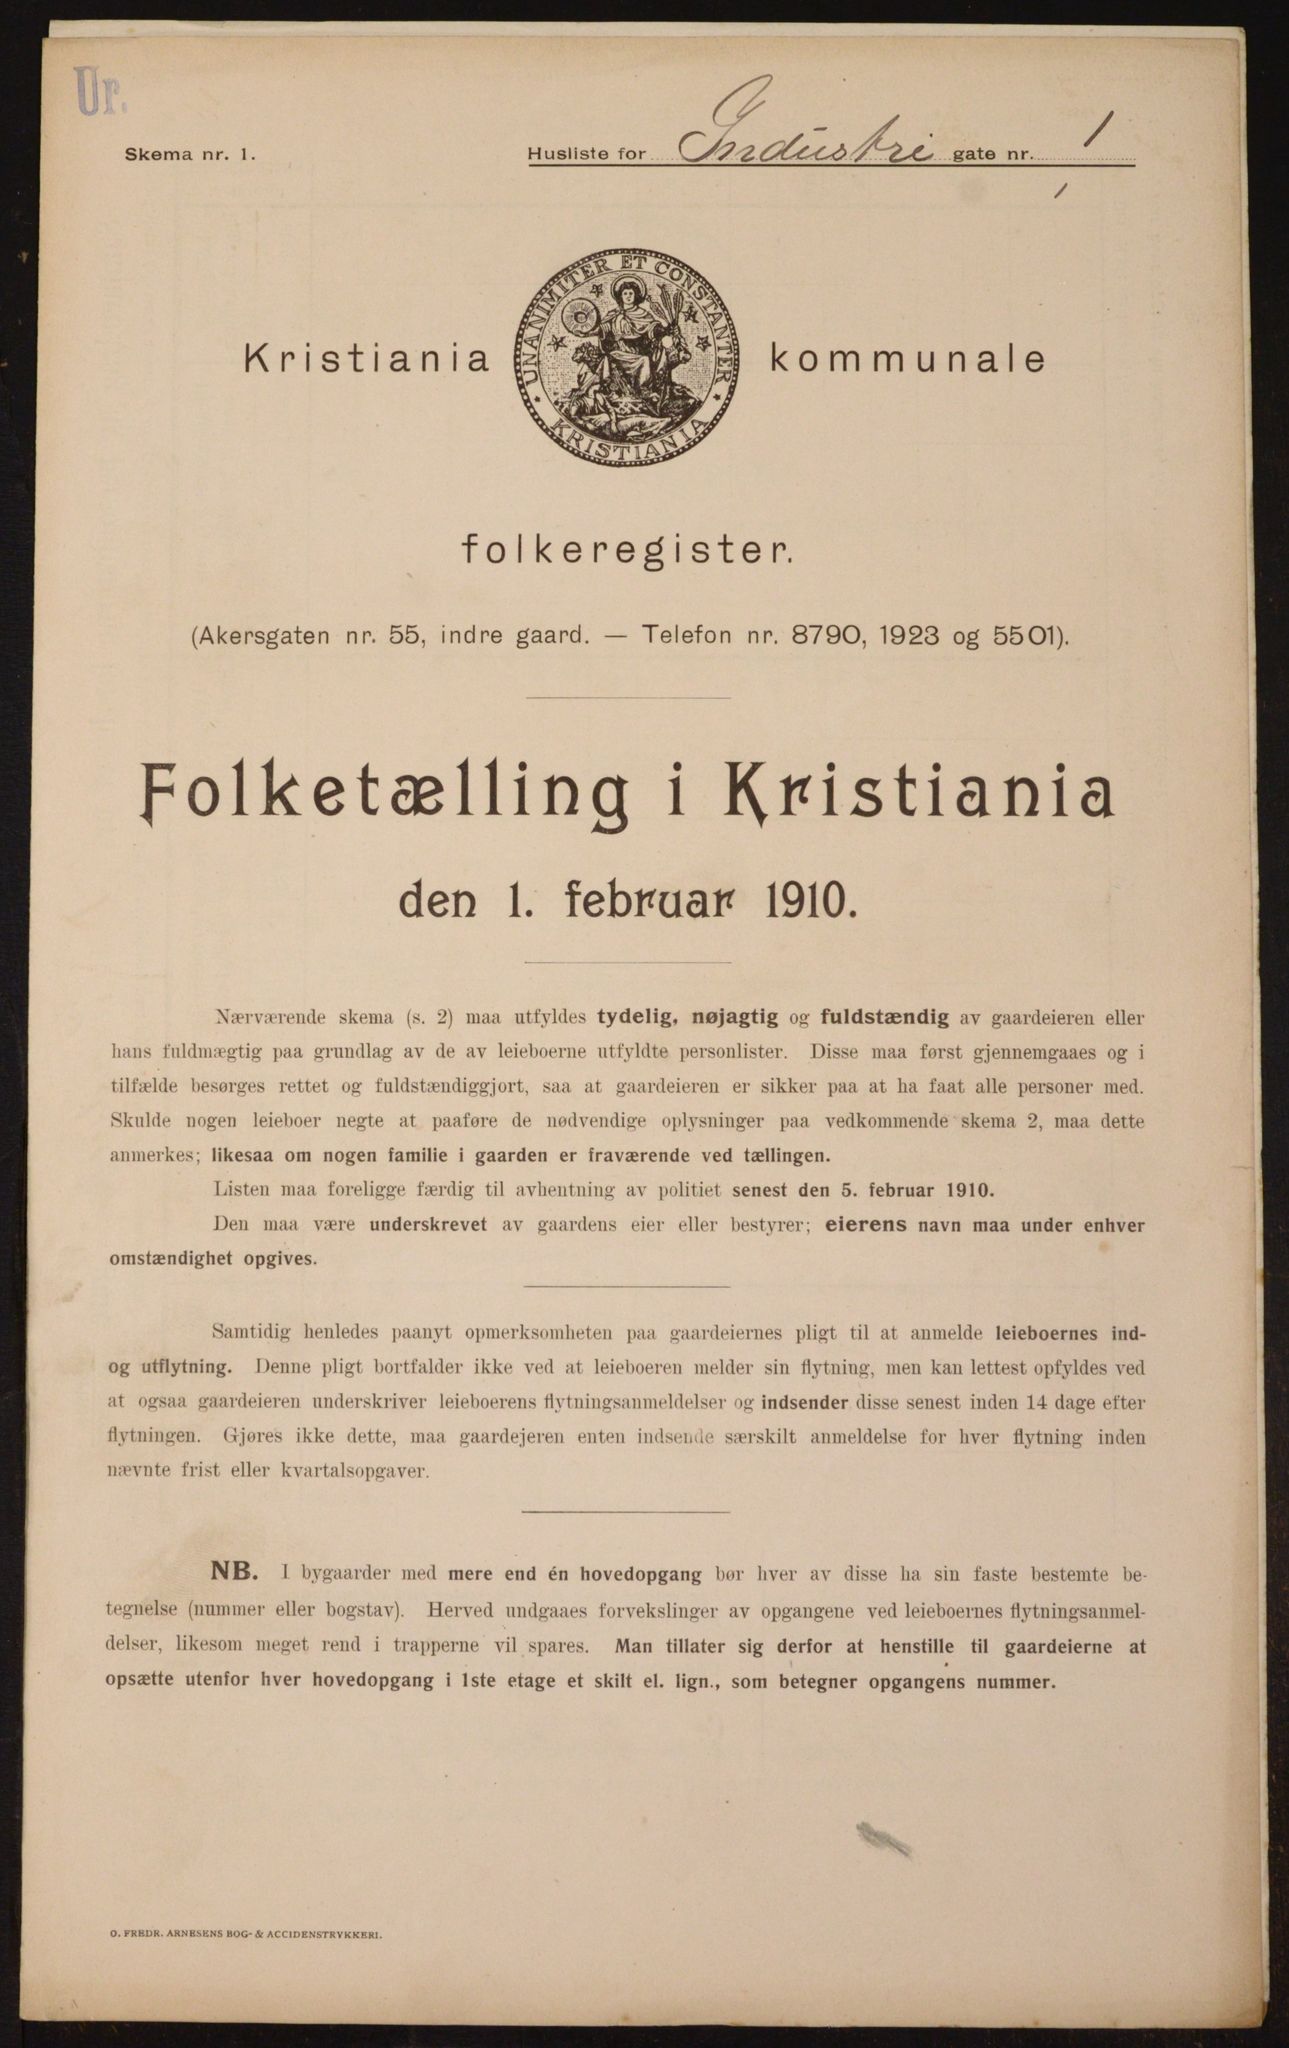 Ur.
Skema nr. 1.
Husliste for Industri gate nr. 1
UNANIMITER ET CONSTANTER
KRISTIANIA
Kristiania kommunale
folkeregister.
(Akersgaten nr. 55, indre gaard. — Telefon nr. 8790, 1923 og 5501).
Folketælling i Kristiania
den 1. februar 1910.
Nærværende skema (s. 2) maa utfyldes tydelig, nøjagtig og fuldstændig av gaardeieren eller
hans fuldmægtig paa grundlag av de av leieboerne utfyldte personlister. Disse maa først gjennemgaaes og i
tilfælde besørges rettet og fuldstændiggjort, saa at gaardeieren er sikker paa at ha faat alle personer med.
Skulde nogen leieboer negte at paaføre de nødvendige oplysninger paa vedkommende skema 2, maa dette
anmerkes; likesaa om nogen familie i gaarden er fraværende ved tællingen.
Listen maa foreligge færdig til avhentning av politiet senest den 5. februar 1910.
Den maa være underskrevet av gaardens eier eller bestyrer; eierens navn maa under enhver
omstændighet opgives.
Samtidig henledes paanyt opmerksomheten paa gaardeiernes pligt til at anmelde leieboernes ind-
og utflytning. Denne pligt bortfalder ikke ved at leieboeren melder sin flytning, men kan lettest opfyldes ved
at ogsaa gaardeieren underskriver leieboerens flytningsanmeldelser og indsender disse senest inden 14 dage efter
flytningen. Gjøres ikke dette, maa gaardejeren enten indsende særskilt anmeldelse for hver flytning inden
nævnte frist eller kvartalsopgaver.
NB. I bygaarder med mere end én hovedopgang bør hver av disse ha sin faste bestemte be-
tegnelse (nummer eller bogstav). Herved undgaaes forvekslinger av opgangene ved leieboernes flytningsanmel-
delser, likesom meget rend i trapperne vil spares. Man tillater sig derfor at henstille til gaardeierne at
opsætte utenfor hver hovedopgang i 1ste etage et skilt el. lign., som betegner opgangens nummer.
O. FREDR. ARNESENS BOG- & ACCIDENSTRYKKERI.